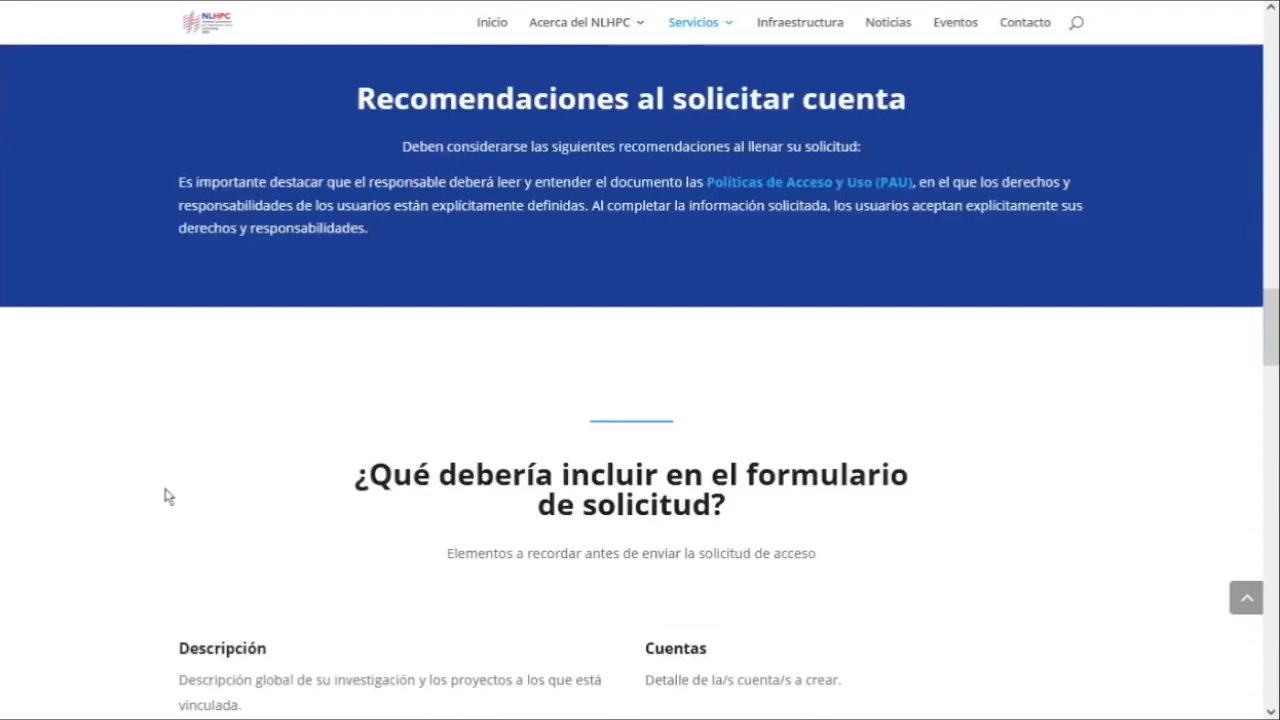 NLHPC
Inicio
Acerca del NLHPC
Servicios
Infraestructura
Noticias
Eventos
Contacto
Recomendaciones al solicitar cuenta
Deben considerarse las siguientes recomendaciones al llenar su solicitud:
Es importante destacar que el responsable deberá leer y entender el documento las Políticas de Acceso y Uso (PAU), en el que los derechos y
responsabilidades de los usuarios están explícitamente definidas. Al completar la información solicitada, los usuarios aceptan explícitamente sus
derechos y responsabilidades.
¿Qué debería incluir en el formulario
de solicitud?
Elementos a recordar antes de enviar la solicitud de acceso
Descripción
Descripción global de su investigación y los proyectos a los que está
vinculada.
Cuentas
Detalle de la/s cuenta/s a crear.